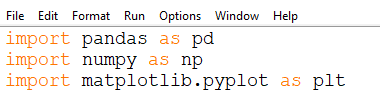 File Edit Format Run Options Window Help
import pandas as pd
import numpy as np
import matplotlib.pyplot as plt